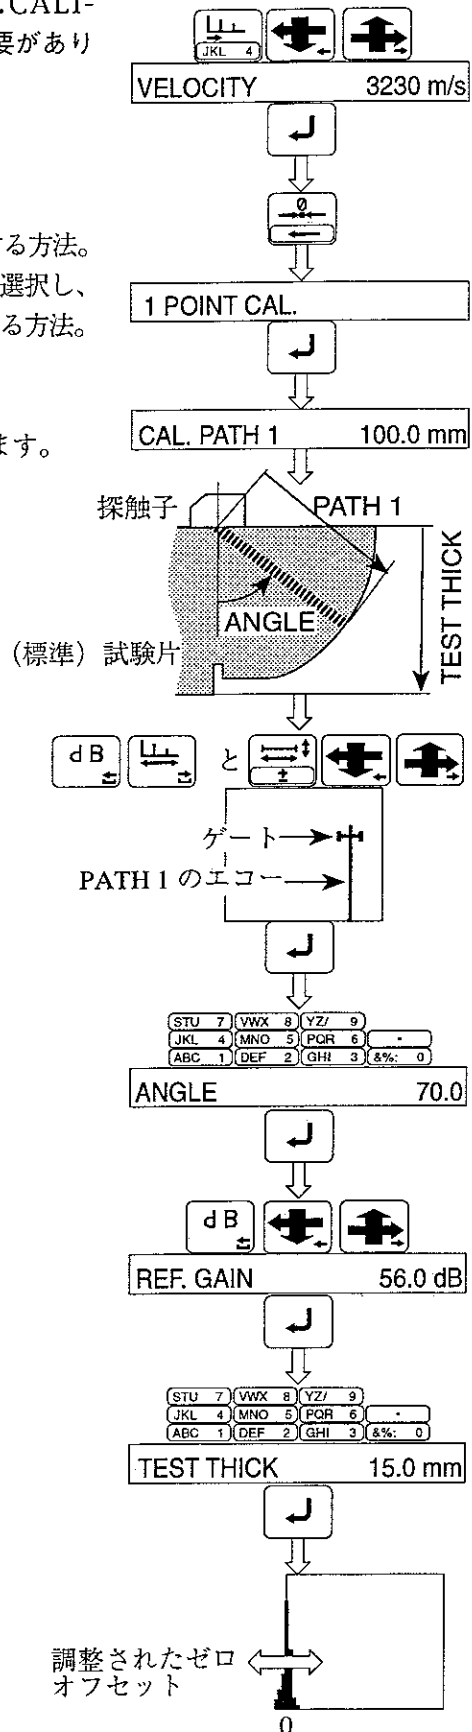 .CALI-
要があり
JKL 4
VELOCITY 3230 m/s
0
する方法。
選択し、
る方法。
1 POINT CAL.
CAL. PATH 1 100.0 mm
ます。
探触子
PATH 1
ANGLE
TEST THICK
(標準) 試験片
dB
と
±
ゲート
PATH 1 のエコー
STU 7 VWX 8 YZ/ 9
JKL 4 MNO 5 PQR 6 ·
ABC 1 DEF 2 GHI 3 &%: 0
ANGLE 70.0
dB
REF. GAIN 56.0 dB
STU 7 VWX 8 YZ/ 9
JKL 4 MNO 5 PQR 6 ·
ABC 1 DEF 2 GHI 3 &%: 0
TEST THICK 15.0 mm
調整されたゼロ
オフセット
0